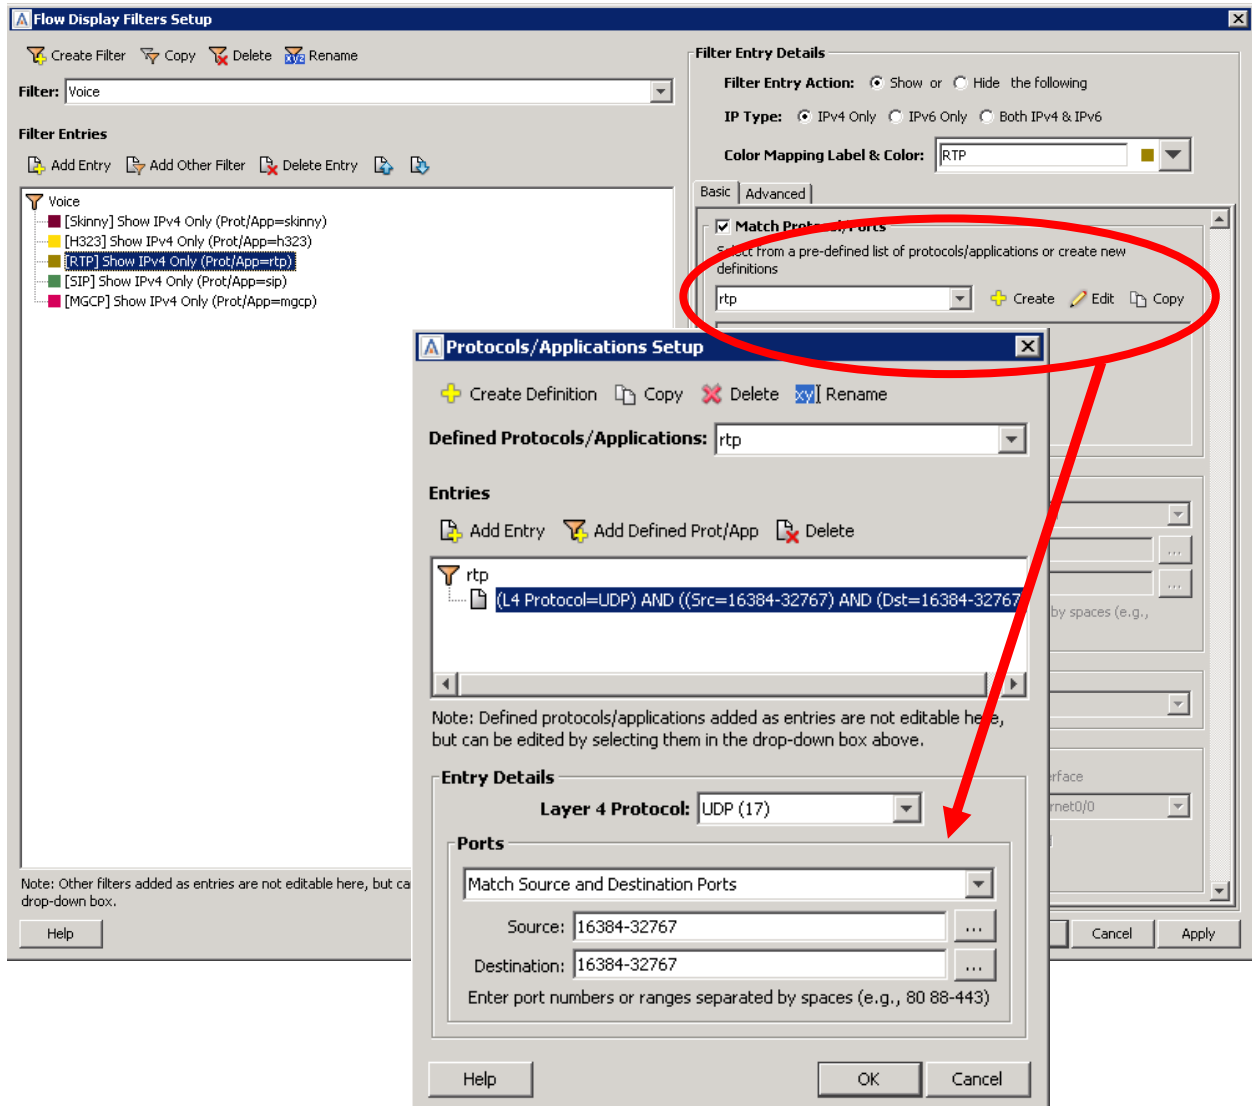 Flow Display Filters Setup
Create Filter Copy Delete Rename
Filter: Voice
Filter Entries
Add Entry Add Other Filter Delete Entry
Voice
[Skinny] Show IPv4 Only (Prot/App=skinny)
[H323] Show IPv4 Only (Prot/App=h323)
[RTP] Show IPv4 Only (Prot/App=rtp)
[SIP] Show IPv4 Only (Prot/App=sip)
[MGCP] Show IPv4 Only (Prot/App=mgcp)
Note: Other filters added as entries are not editable here, but ca
drop-down box.
Help
Filter Entry Details
Filter Entry Action: Show or Hide the following
IP Type: IPv4 Only IPv6 Only Both IPv4 & IPv6
Color Mapping Label & Color: RTP
Basic Advanced
Match Protocol/Ports
Select from a pre-defined list of protocols/applications or create new
definitions
rtp Create Edit Copy
by spaces (e.g.,
erface
rnet0/0
Cancel Apply
Protocols/Applications Setup
Create Definition Copy Delete xy Rename
Defined Protocols/Applications: rtp
Entries
Add Entry Add Defined Prot/App Delete
rtp
(L4 Protocol=UDP) AND ((Src=16384-32767) AND (Dst=16384-32767
Note: Defined protocols/applications added as entries are not editable here,
but can be edited by selecting them in the drop-down box above.
Entry Details
Layer 4 Protocol: UDP (17)
Ports
Match Source and Destination Ports
Source: 16384-32767 ...
Destination: 16384-32767 ...
Enter port numbers or ranges separated by spaces (e.g., 80 88-443)
Help OK Cancel